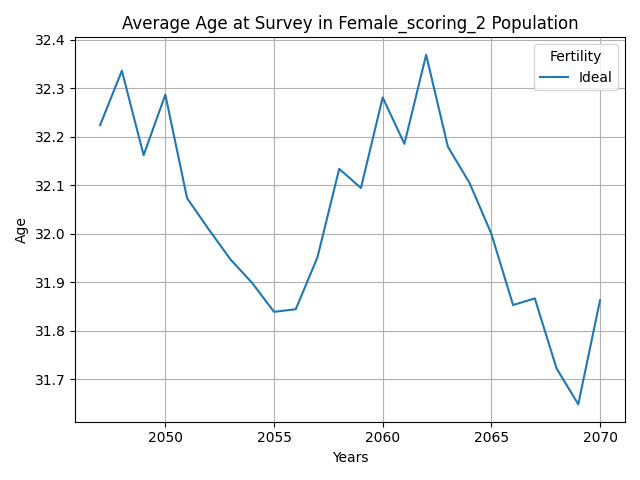 Average Age at Survey in Female_scoring_2 Population
Fertility
Ideal
32.4
32.3
32.2
32.1
32.0
31.9
31.8
31.7
Age
2050 2055 2060 2065 2070
Years